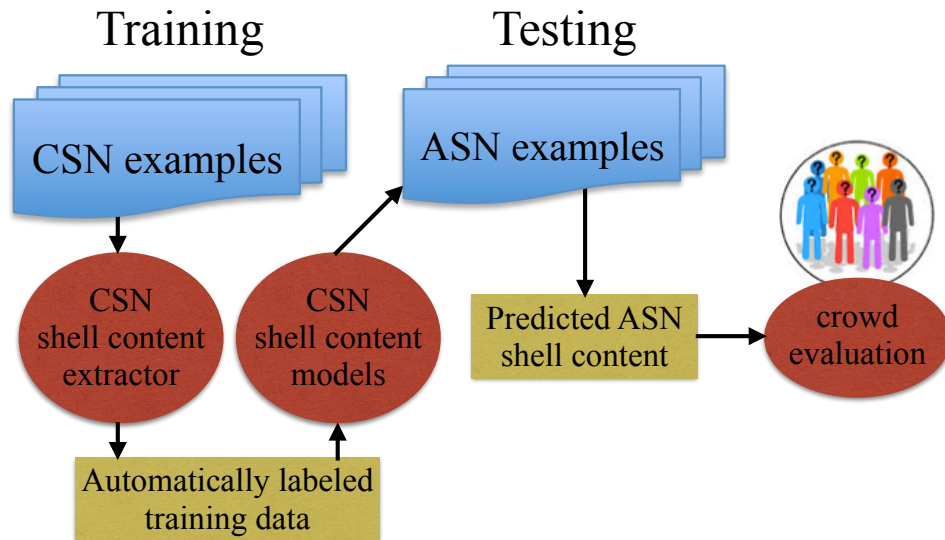 Training
Testing
CSN examples
ASN examples
CSN
shell content
extractor
CSN
shell content
models
Predicted ASN
shell content
crowd
evaluation
Automatically labeled
training data
? ? ? ?
? ? ? ?